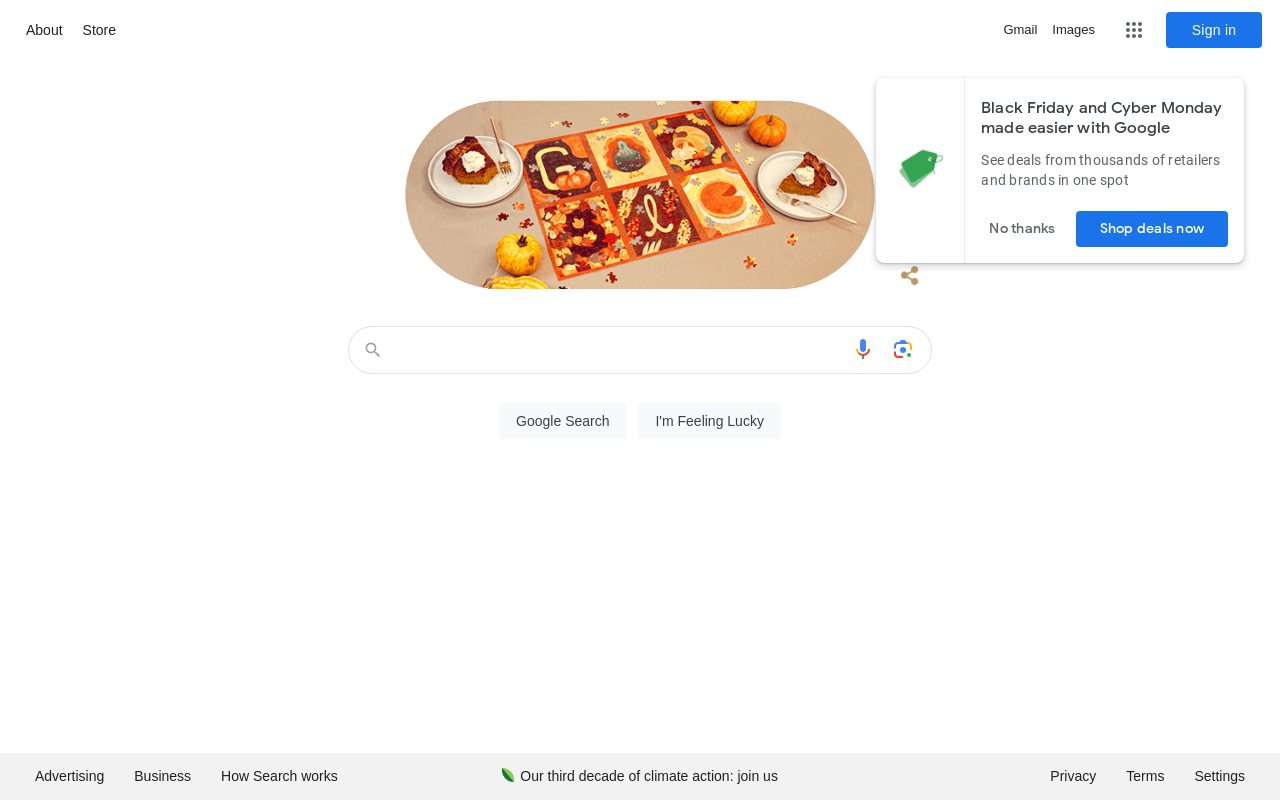 About Store
Gmail Images
Sign in
Black Friday and Cyber Monday
made easier with Google
See deals from thousands of retailers
and brands in one spot
No thanks
Shop deals now
Google Search
I'm Feeling Lucky
Advertising Business How Search works
Our third decade of climate action: join us
Privacy Terms Settings